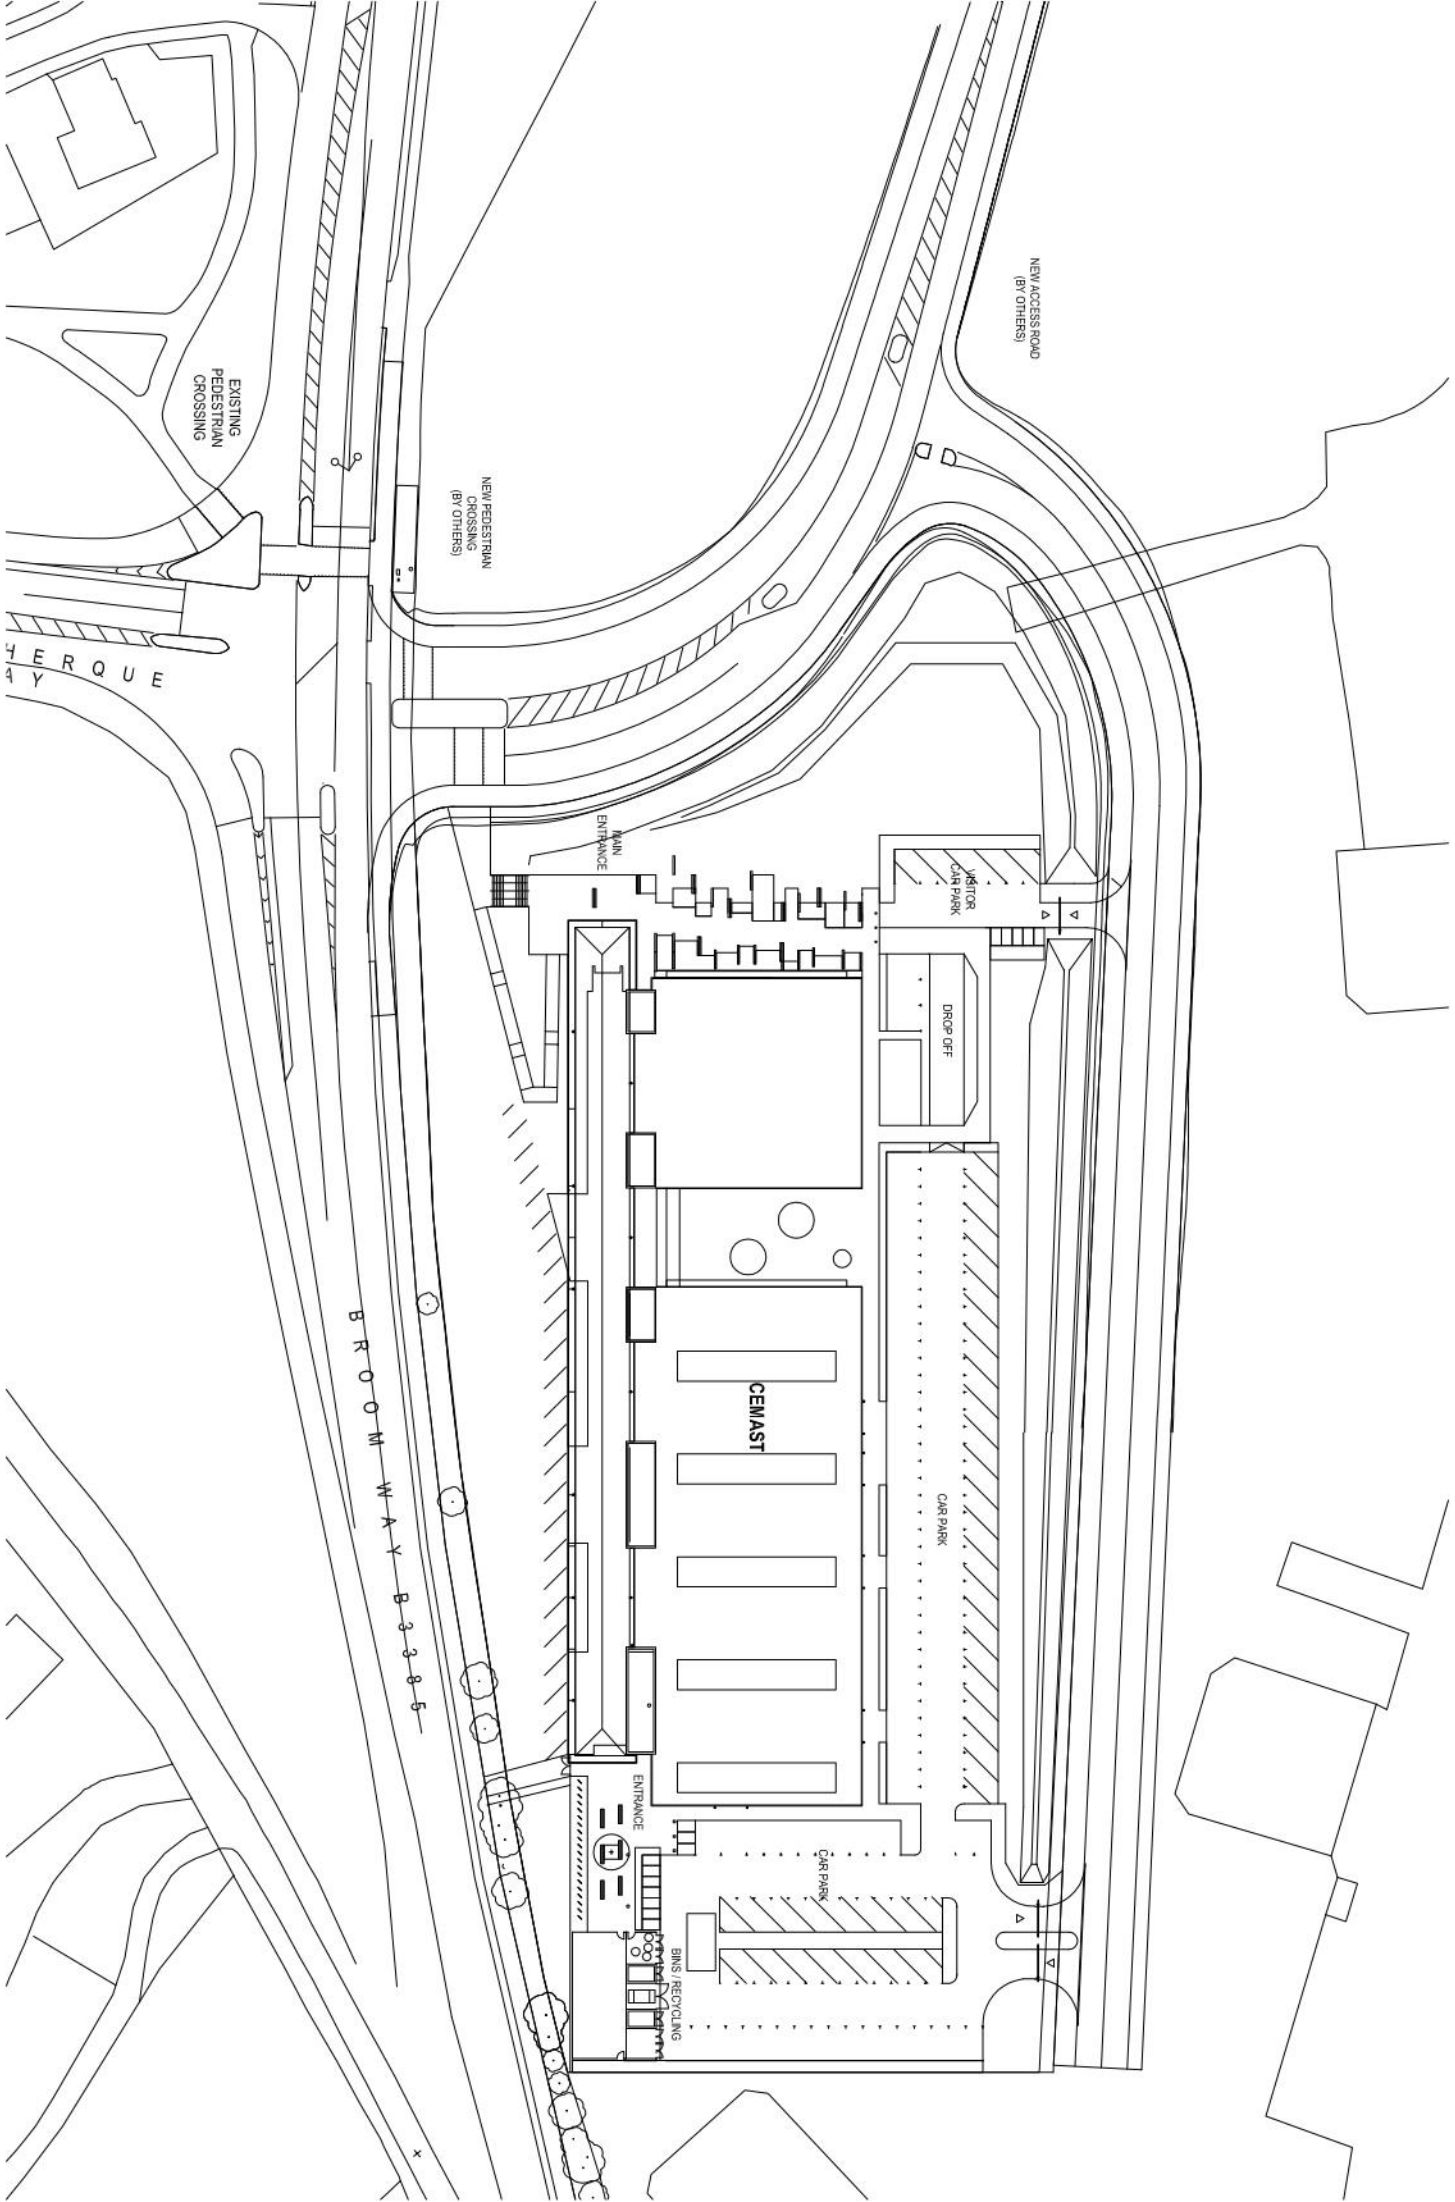 NEW ACCESS ROAD
(BY OTHERS)
EXISTING
PEDESTRIAN
CROSSING
NEW PEDESTRIAN
CROSSING
(BY OTHERS)
HERQUE
AY
MAIN
ENTRANCE
VISITOR
CAR PARK
DROP OFF
CEMAST
CAR PARK
BROOM WAY B3385
ENTRANCE
CAR PARK
BINS / RECYCLING